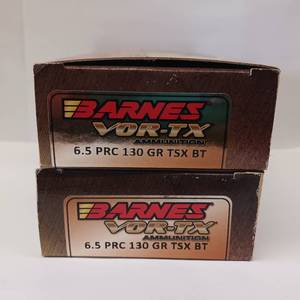 BARNES
VOR-TX
AMMUNITION
6.5 PRC 130 GR TSX BT
BARNES
VOR-TX
AMMUNITION
6.5 PRC 130 GR TSX BT